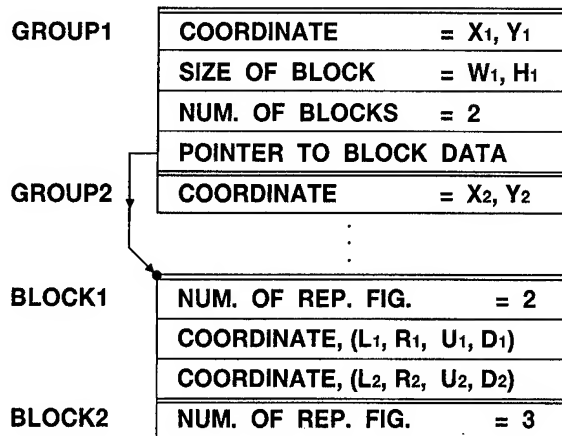 GROUP1 COORDINATE = X1, Y1
SIZE OF BLOCK = W1, H1
NUM. OF BLOCKS = 2
POINTER TO BLOCK DATA
GROUP2 COORDINATE = X2, Y2
BLOCK1 NUM. OF REP. FIG. = 2
COORDINATE, (L1, R1, U1, D1)
COORDINATE, (L2, R2, U2, D2)
BLOCK2 NUM. OF REP. FIG. = 3